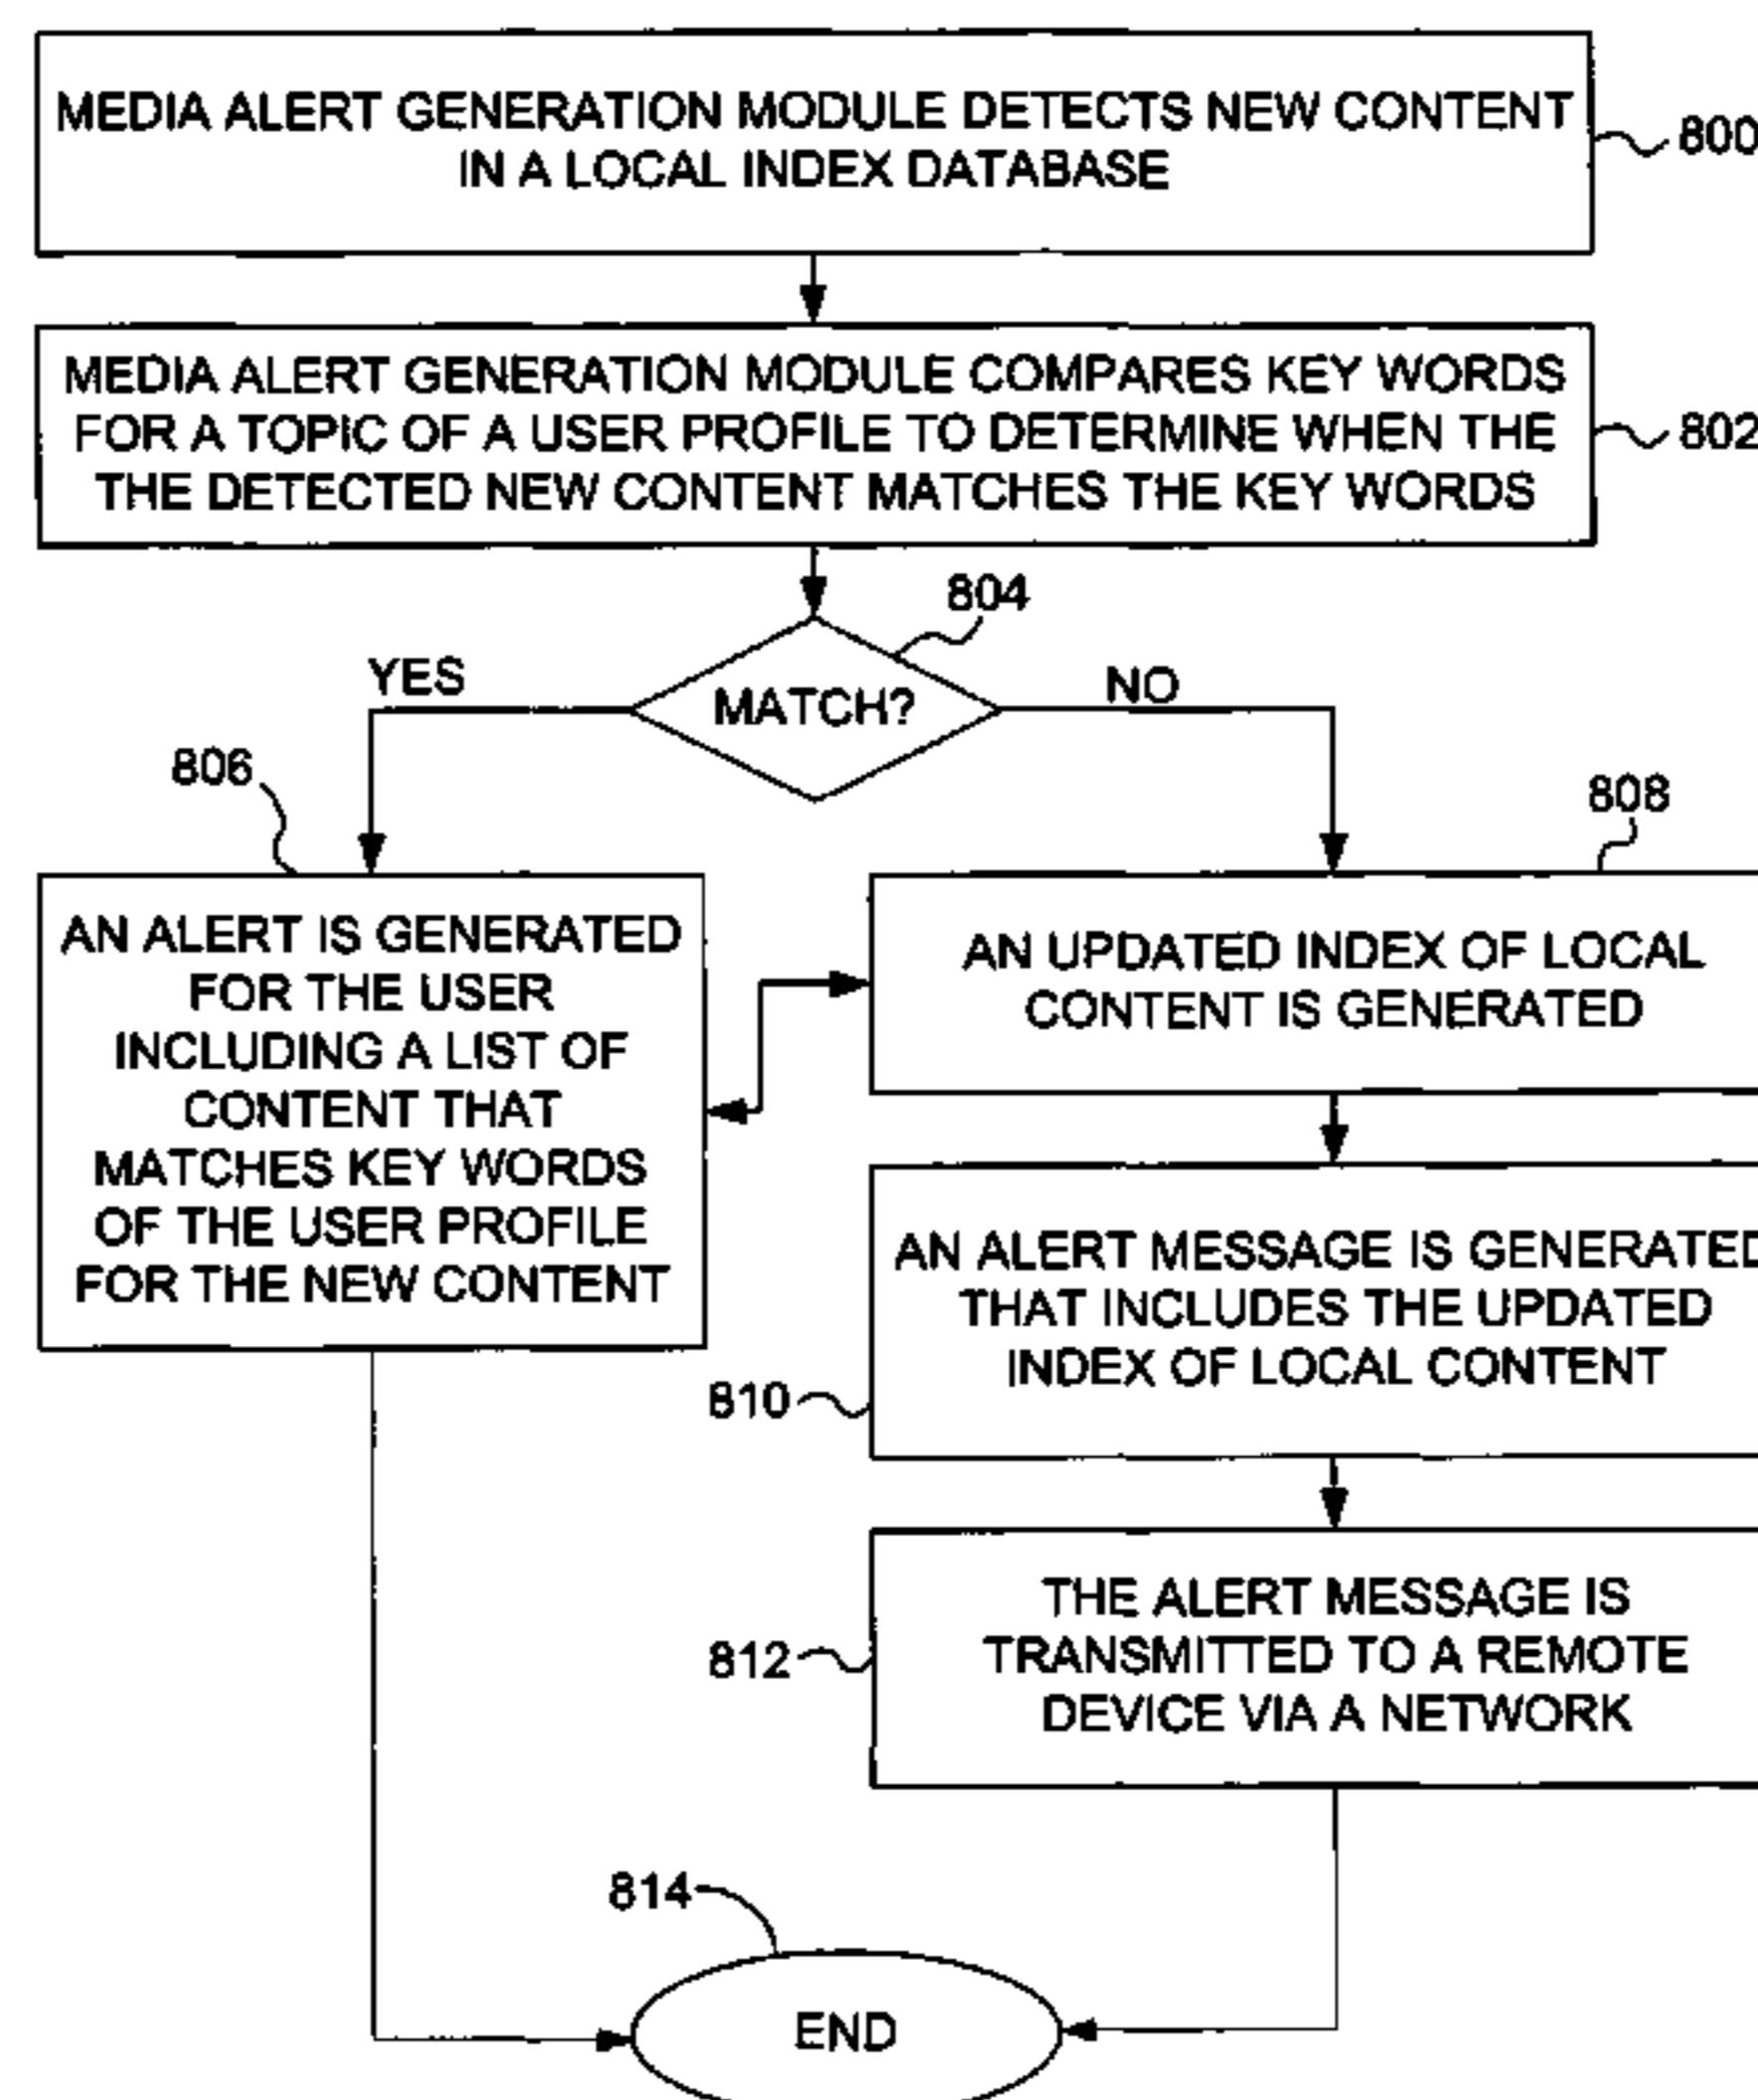 MEDIA ALERT GENERATION MODULE DETECTS NEW CONTENT
IN A LOCAL INDEX DATABASE
800
MEDIA ALERT GENERATION MODULE COMPARES KEY WORDS
FOR A TOPIC OF A USER PROFILE TO DETERMINE WHEN THE
THE DETECTED NEW CONTENT MATCHES THE KEY WORDS
802
804
MATCH?
YES
NO
806
AN ALERT IS GENERATED
FOR THE USER
INCLUDING A LIST OF
CONTENT THAT
MATCHES KEY WORDS
OF THE USER PROFILE
FOR THE NEW CONTENT
808
AN UPDATED INDEX OF LOCAL
CONTENT IS GENERATED
AN ALERT MESSAGE IS GENERATED
THAT INCLUDES THE UPDATED
INDEX OF LOCAL CONTENT
810
THE ALERT MESSAGE IS
TRANSMITTED TO A REMOTE
DEVICE VIA A NETWORK
812
814
END